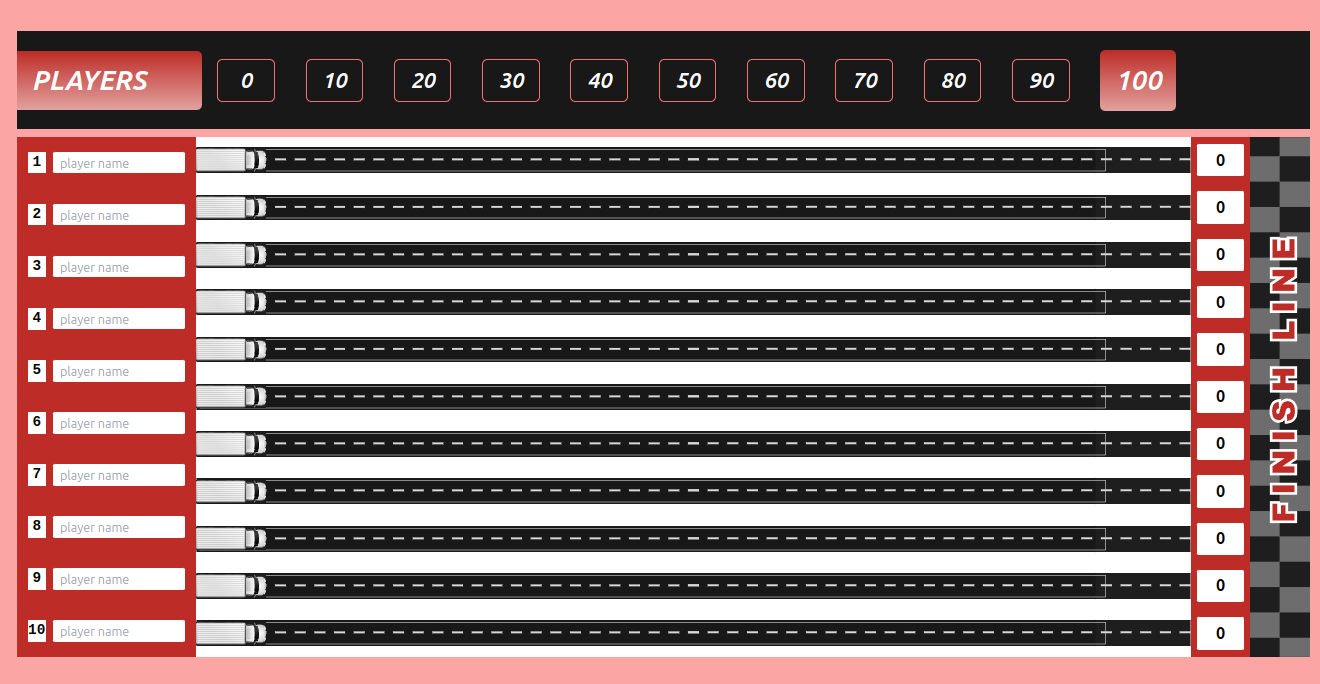 PLAYERS 0 10 20 30 40 50 60 70 80 90 100
1 player name 0
2 player name 0
3 player name 0
4 player name 0
5 player name 0
6 player name 0
7 player name 0
8 player name 0
9 player name 0
10 player name 0
0
FINISH LINE